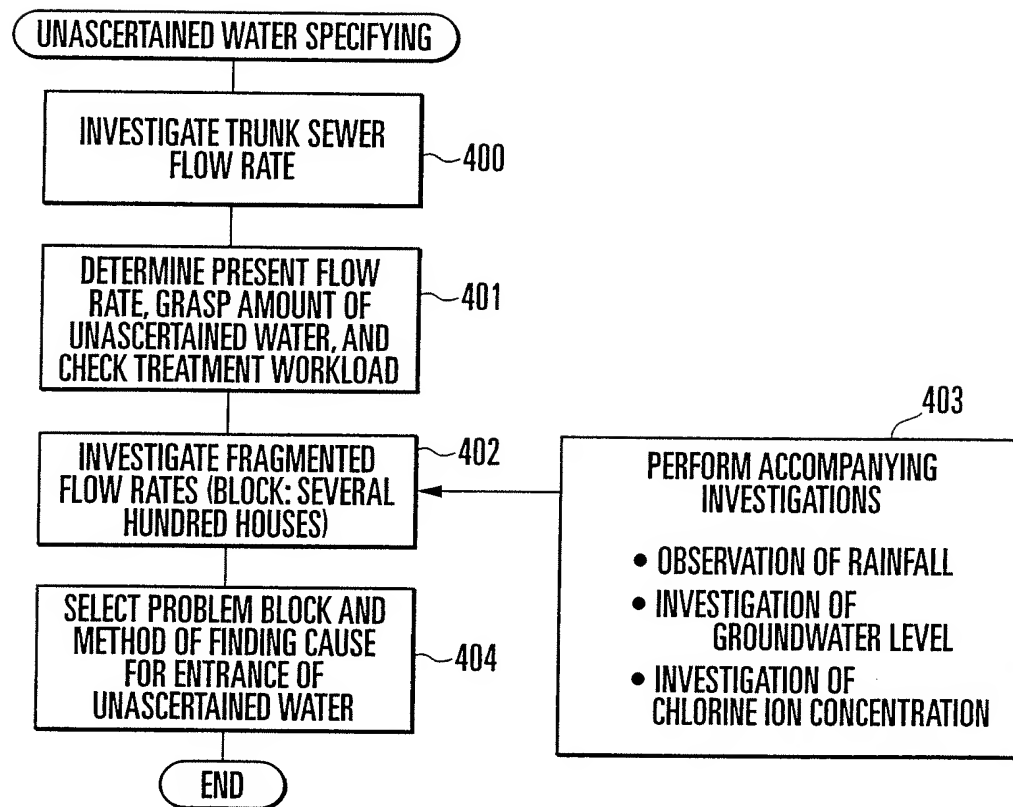 UNASCERTAINED WATER SPECIFYING
INVESTIGATE TRUNK SEWER
FLOW RATE
400
DETERMINE PRESENT FLOW
RATE, GRASP AMOUNT OF
UNASCERTAINED WATER, AND
CHECK TREATMENT WORKLOAD
401
INVESTIGATE FRAGMENTED
FLOW RATES (BLOCK: SEVERAL
HUNDRED HOUSES)
402
403
PERFORM ACCOMPANYING
INVESTIGATIONS
• OBSERVATION OF RAINFALL
• INVESTIGATION OF
GROUNDWATER LEVEL
• INVESTIGATION OF
CHLORINE ION CONCENTRATION
SELECT PROBLEM BLOCK AND
METHOD OF FINDING CAUSE
FOR ENTRANCE OF
UNASCERTAINED WATER
404
END